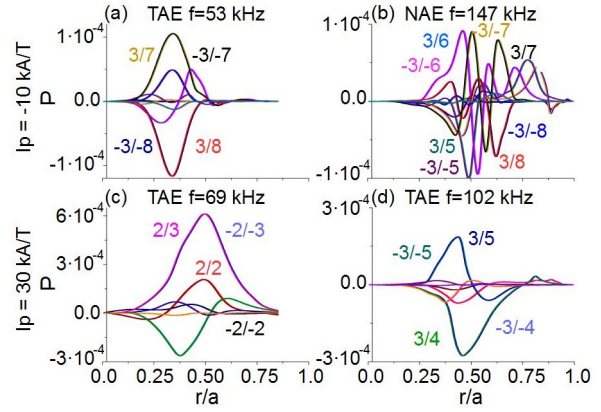 (a) TAE f=53 kHz
(b) NAE f=147 kHz
Ip = -10 kA/T
P
1·10⁻⁴
0.0
-1·10⁻⁴
3/7
-3/-7
-3/-8
3/8
1·10⁻⁴
0.0
-1·10⁻⁴
3/6
-3/-7
-3/-6
3/7
3/5
-3/-8
-3/-5
3/8
(c) TAE f=69 kHz
(d) TAE f=102 kHz
Ip = 30 kA/T
P
6·10⁻⁴
3·10⁻⁴
0.0
-3·10⁻⁴
2/3
-2/-3
2/2
-2/-2
3·10⁻⁴
0.0
-3·10⁻⁴
-3/-5
3/5
3/4
-3/-4
0.0 0.25 0.50 0.75 1.0
r/a
0.00 0.25 0.50 0.75 1.00
r/a